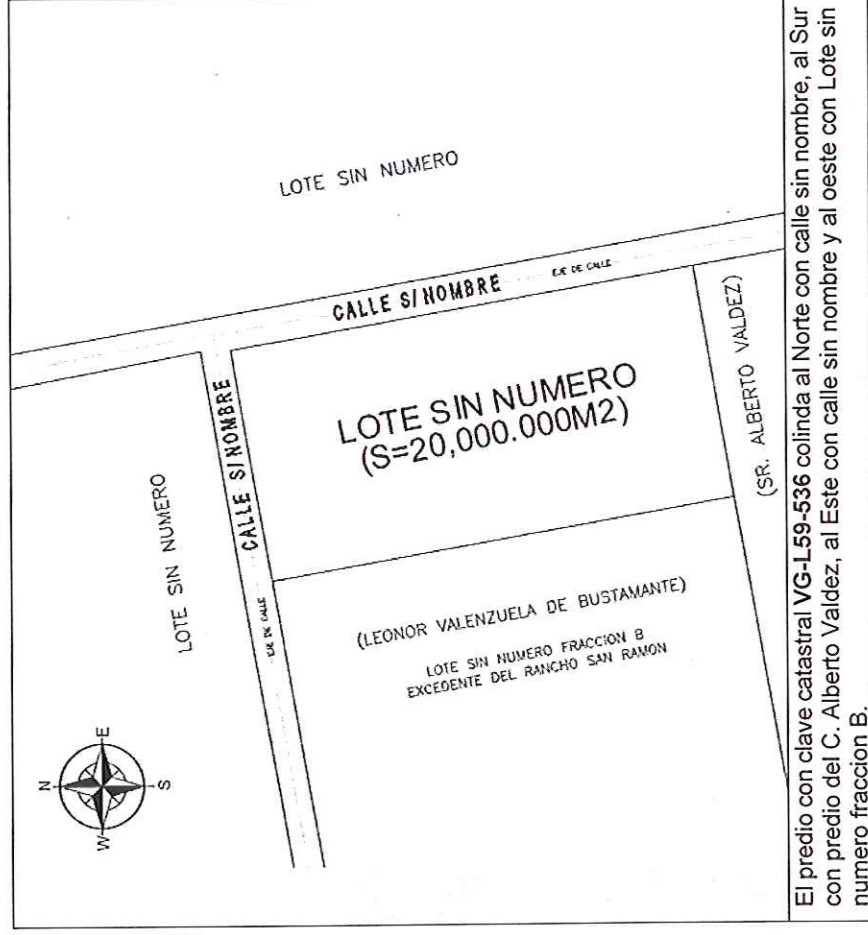 LOTE SIN NUMERO
CALLE S/NOMBRE
EJE DE CALLE
LOTE SIN NUMERO
CALLE S/NOMBRE
EJE DE CALLE
LOTE SIN NUMERO
(S=20,000.000M2)
(LEONOR VALENZUELA DE BUSTAMANTE)
LOTE SIN NUMERO FRACCION B
EXCEDENTE DEL RANCHO SAN RAMON
(SR. ALBERTO VALDEZ)
N
E
S
W
El predio con clave catastral VG-L59-536 colinda al Norte con calle sin nombre, al Sur
con predio del C. Alberto Valdez, al Este con calle sin nombre y al oeste con Lote sin
numero fraccion B.